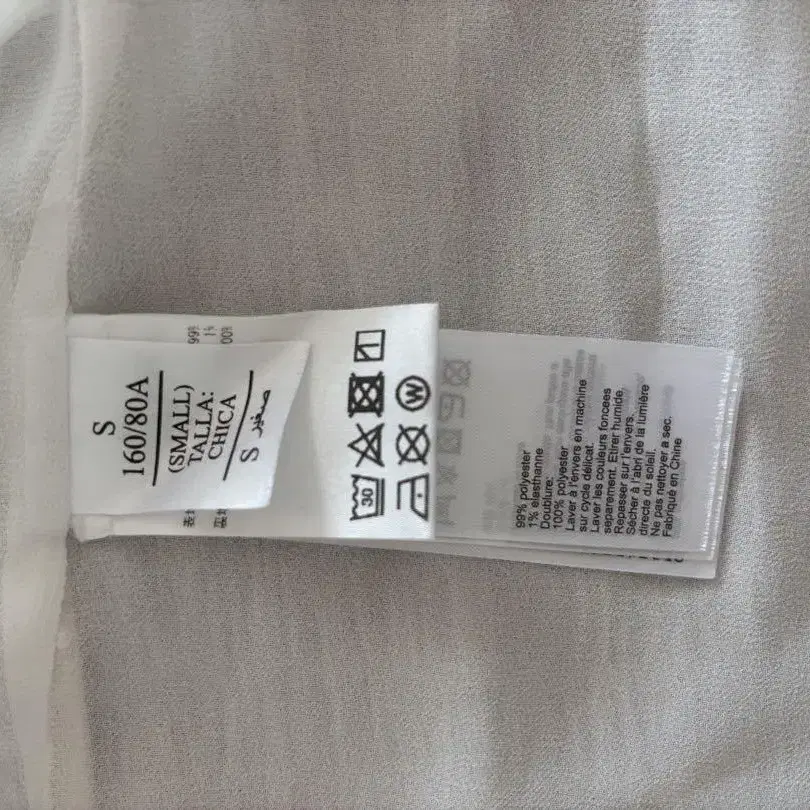 S
160/80A
(SMALL)
TALLA:
CHICA
S صغير
30
W
99% polyester
1% elasthanne
Doublure:
100% polyester
Laver à l'envers en machine
sur cycle délicat.
Laver les couleurs foncees
separement. Etirer humide
Repasser sur l'envers.
Sécher à l'abri de la lumière
directe du soleil.
Ne pas nettoyer a sec.
Fabriqué en Chine